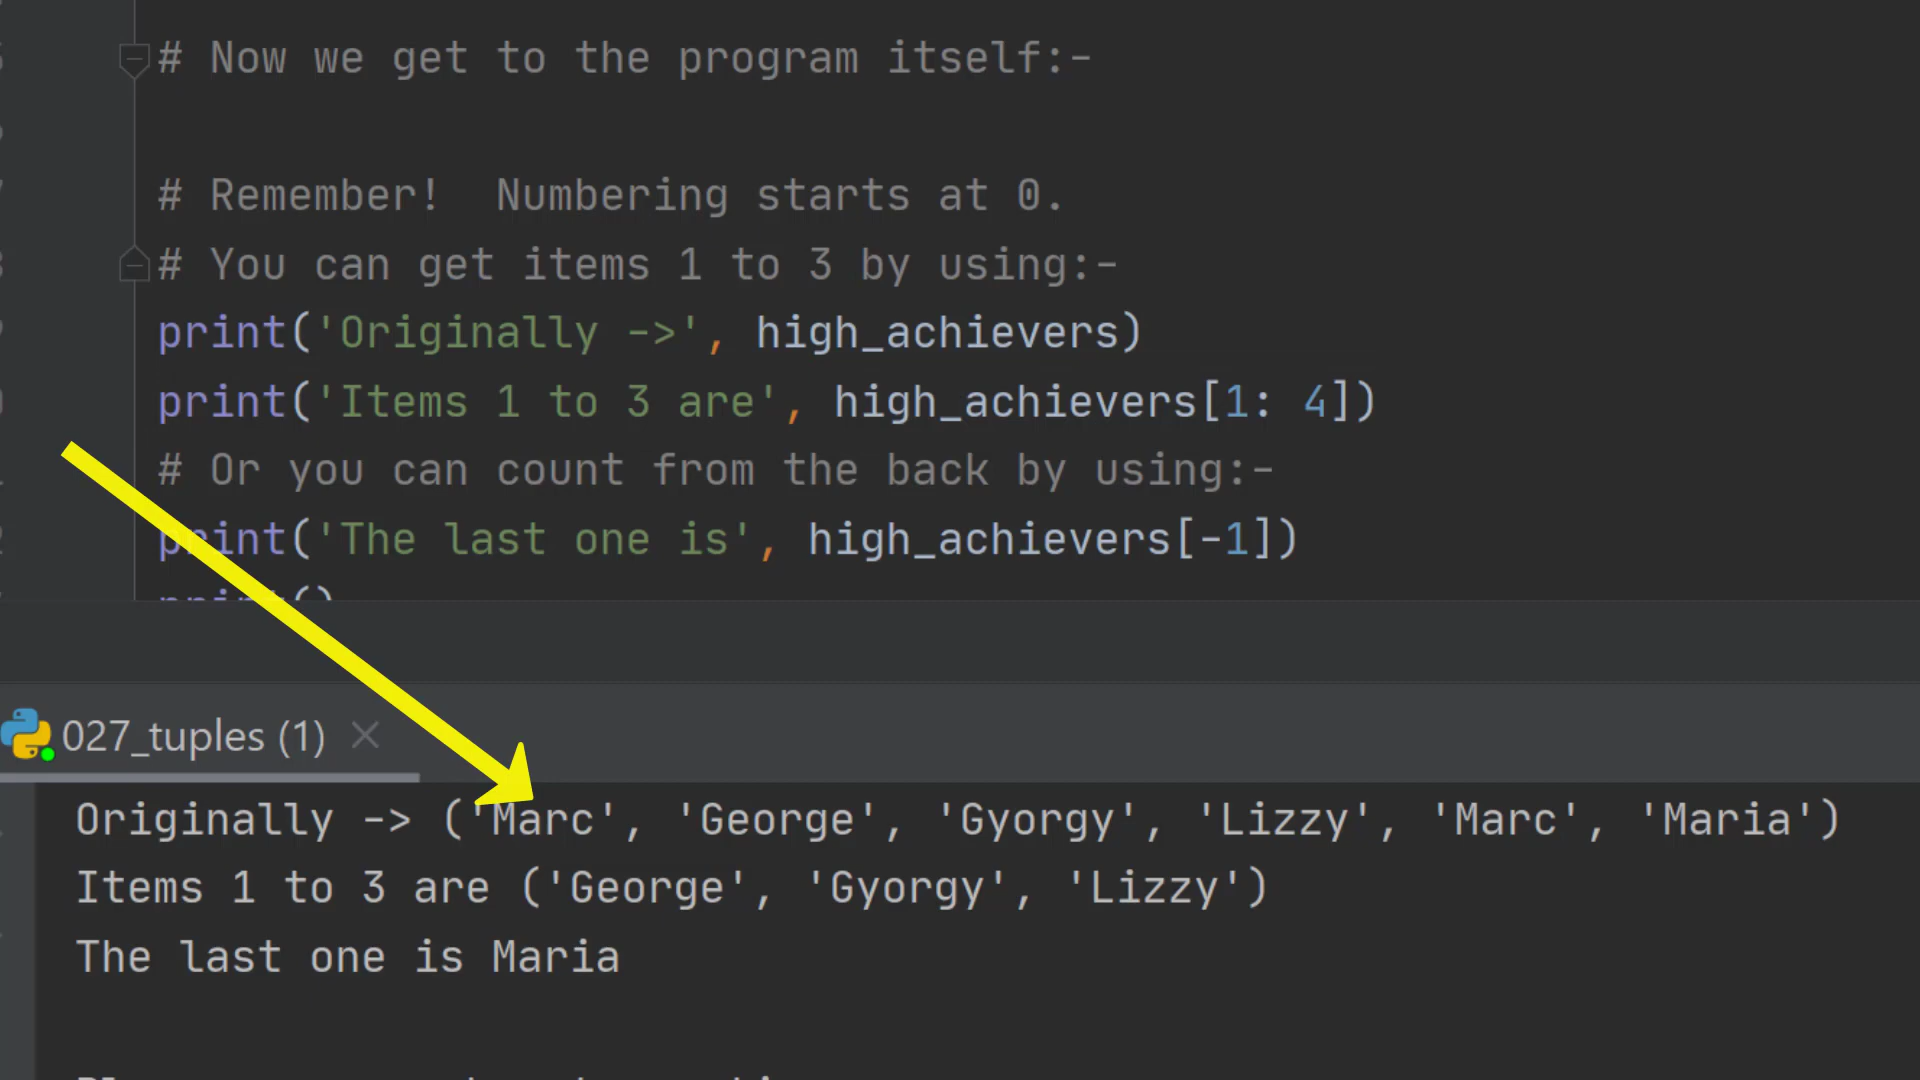 # Now we get to the program itself:-
# Remember!  Numbering starts at 0.
# You can get items 1 to 3 by using:-
print('Originally ->', high_achievers)
print('Items 1 to 3 are', high_achievers[1: 4])
# Or you can count from the back by using:-
print('The last one is', high_achievers[-1])
print()
027_tuples (1)
Originally -> ('Marc', 'George', 'Gyorgy', 'Lizzy', 'Marc', 'Maria')
Items 1 to 3 are ('George', 'Gyorgy', 'Lizzy')
The last one is Maria